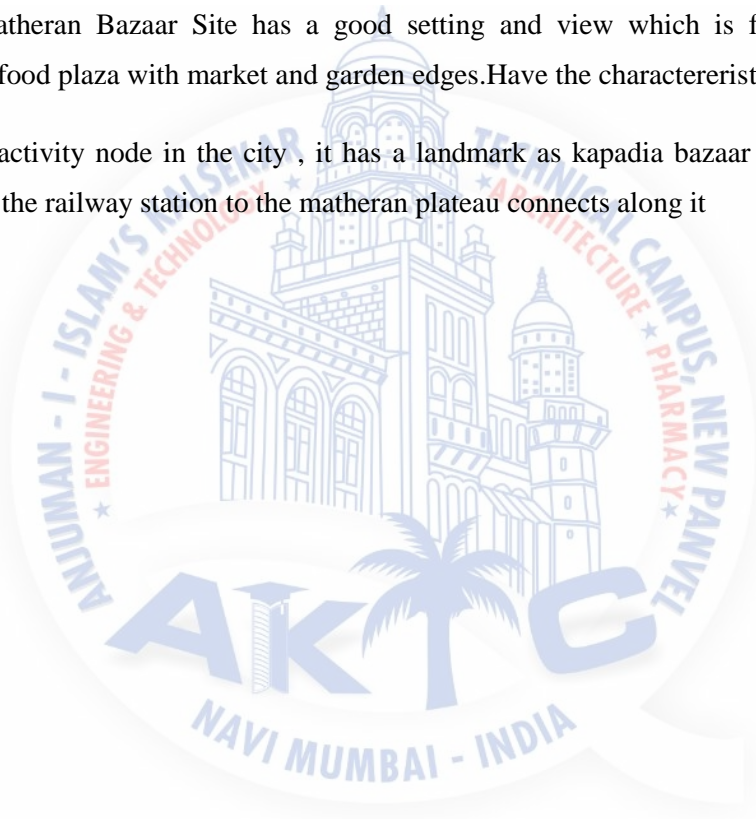 atheran Bazaar Site has a good setting and view which is f
food plaza with market and garden edges.Have the charactererist
activity node in the city , it has a landmark as kapadia bazaar
the railway station to the matheran plateau connects along it
ANJUMAN - I - ISLAM'S KALSEKAR TECHNICAL CAMPUS, NEW PANVEL
★ ENGINEERING & TECHNOLOGY ★ ★ ARCHITECTURE ★ PHARMACY ★
AKTC
NAVI MUMBAI - INDIA